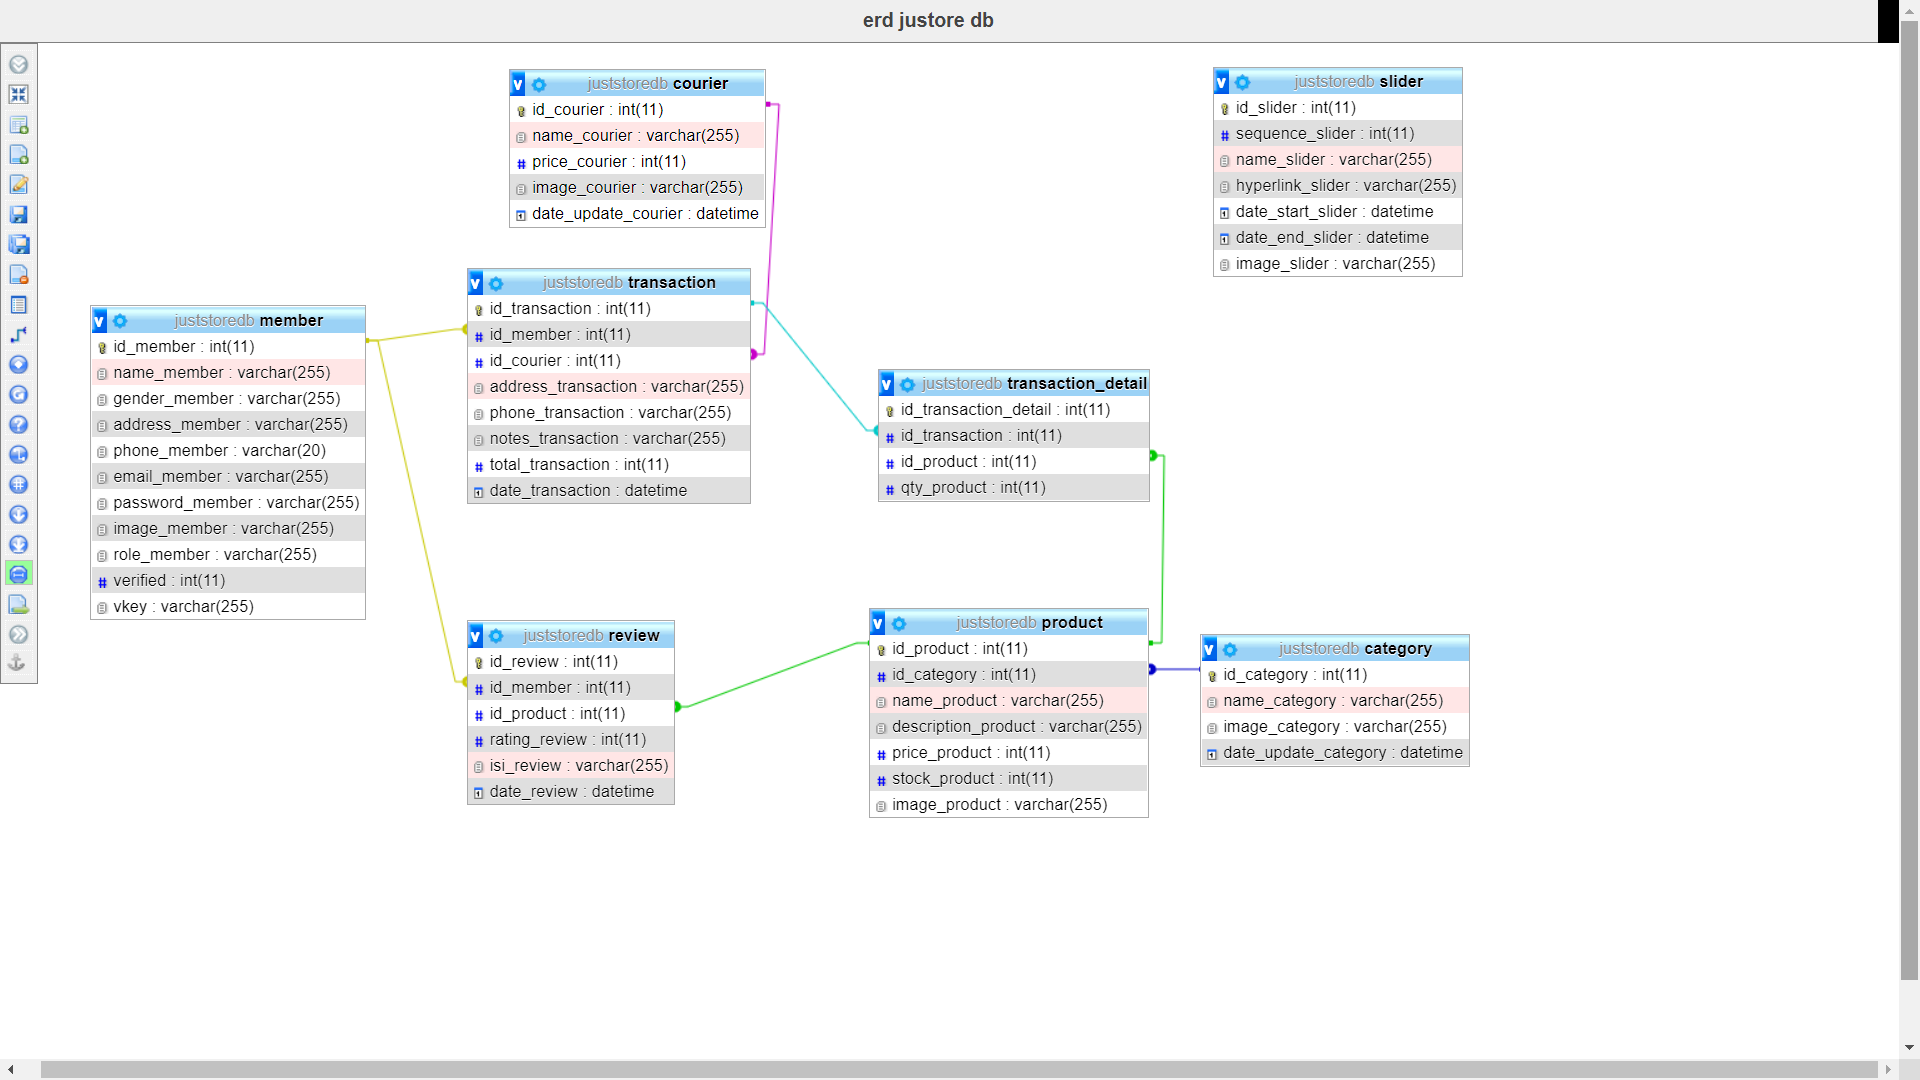 erd justore db
v juststoredb courier
id_courier : int(11)
name_courier : varchar(255)
# price_courier : int(11)
image_courier : varchar(255)
date_update_courier : datetime
v juststoredb slider
id_slider : int(11)
# sequence_slider : int(11)
name_slider : varchar(255)
hyperlink_slider : varchar(255)
date_start_slider : datetime
date_end_slider : datetime
image_slider : varchar(255)
v juststoredb transaction
id_transaction : int(11)
# id_member : int(11)
# id_courier : int(11)
address_transaction : varchar(255)
phone_transaction : varchar(255)
notes_transaction : varchar(255)
# total_transaction : int(11)
date_transaction : datetime
v juststoredb member
id_member : int(11)
name_member : varchar(255)
gender_member : varchar(255)
address_member : varchar(255)
phone_member : varchar(20)
email_member : varchar(255)
password_member : varchar(255)
image_member : varchar(255)
role_member : varchar(255)
# verified : int(11)
vkey : varchar(255)
v juststoredb transaction_detail
id_transaction_detail : int(11)
# id_transaction : int(11)
# id_product : int(11)
# qty_product : int(11)
v juststoredb review
id_review : int(11)
# id_member : int(11)
# id_product : int(11)
# rating_review : int(11)
isi_review : varchar(255)
date_review : datetime
v juststoredb product
id_product : int(11)
# id_category : int(11)
name_product : varchar(255)
description_product : varchar(255)
# price_product : int(11)
# stock_product : int(11)
image_product : varchar(255)
v juststoredb category
id_category : int(11)
name_category : varchar(255)
image_category : varchar(255)
date_update_category : datetime